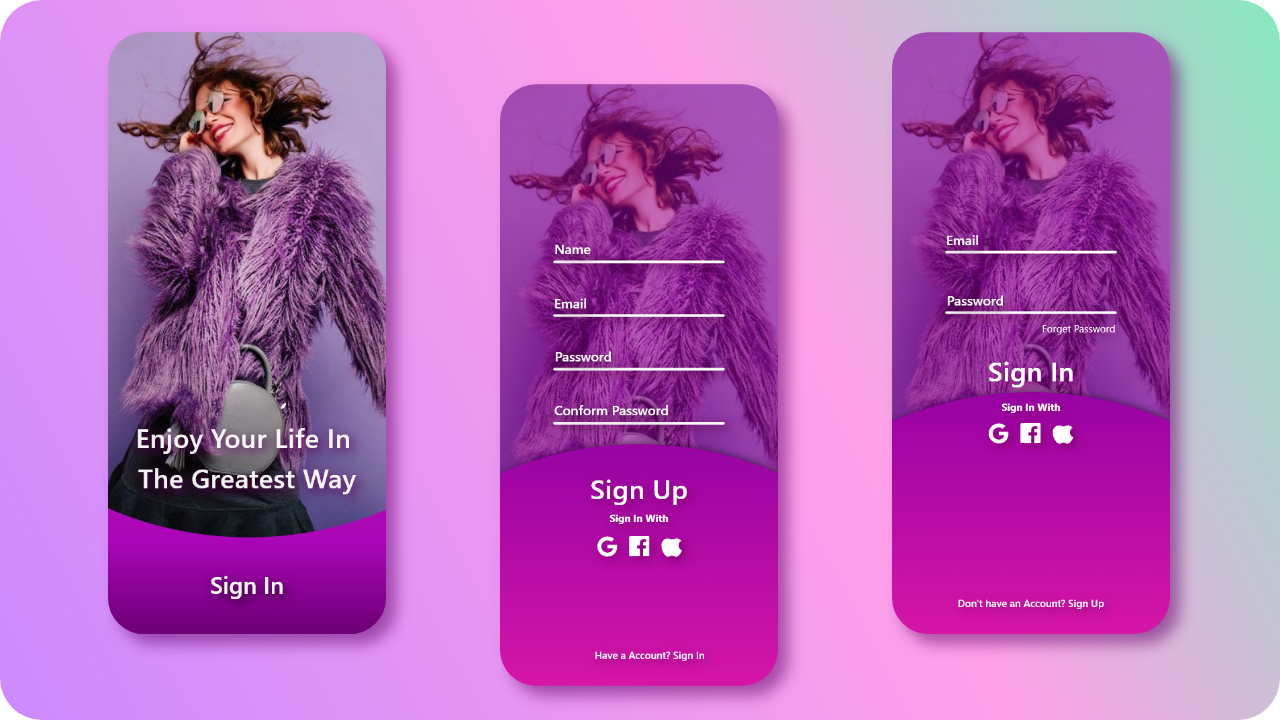 Enjoy Your Life In
The Greatest Way
Sign In
Name
Email
Password
Conform Password
Sign Up
Sign In With
Have a Account? Sign In
Email
Password
Forget Password
Sign In
Sign In With
Don't have an Account? Sign Up